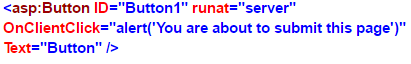 <asp:Button ID="Button1" runat="server"
OnClientClick="alert('You are about to submit this page')"
Text="Button" />